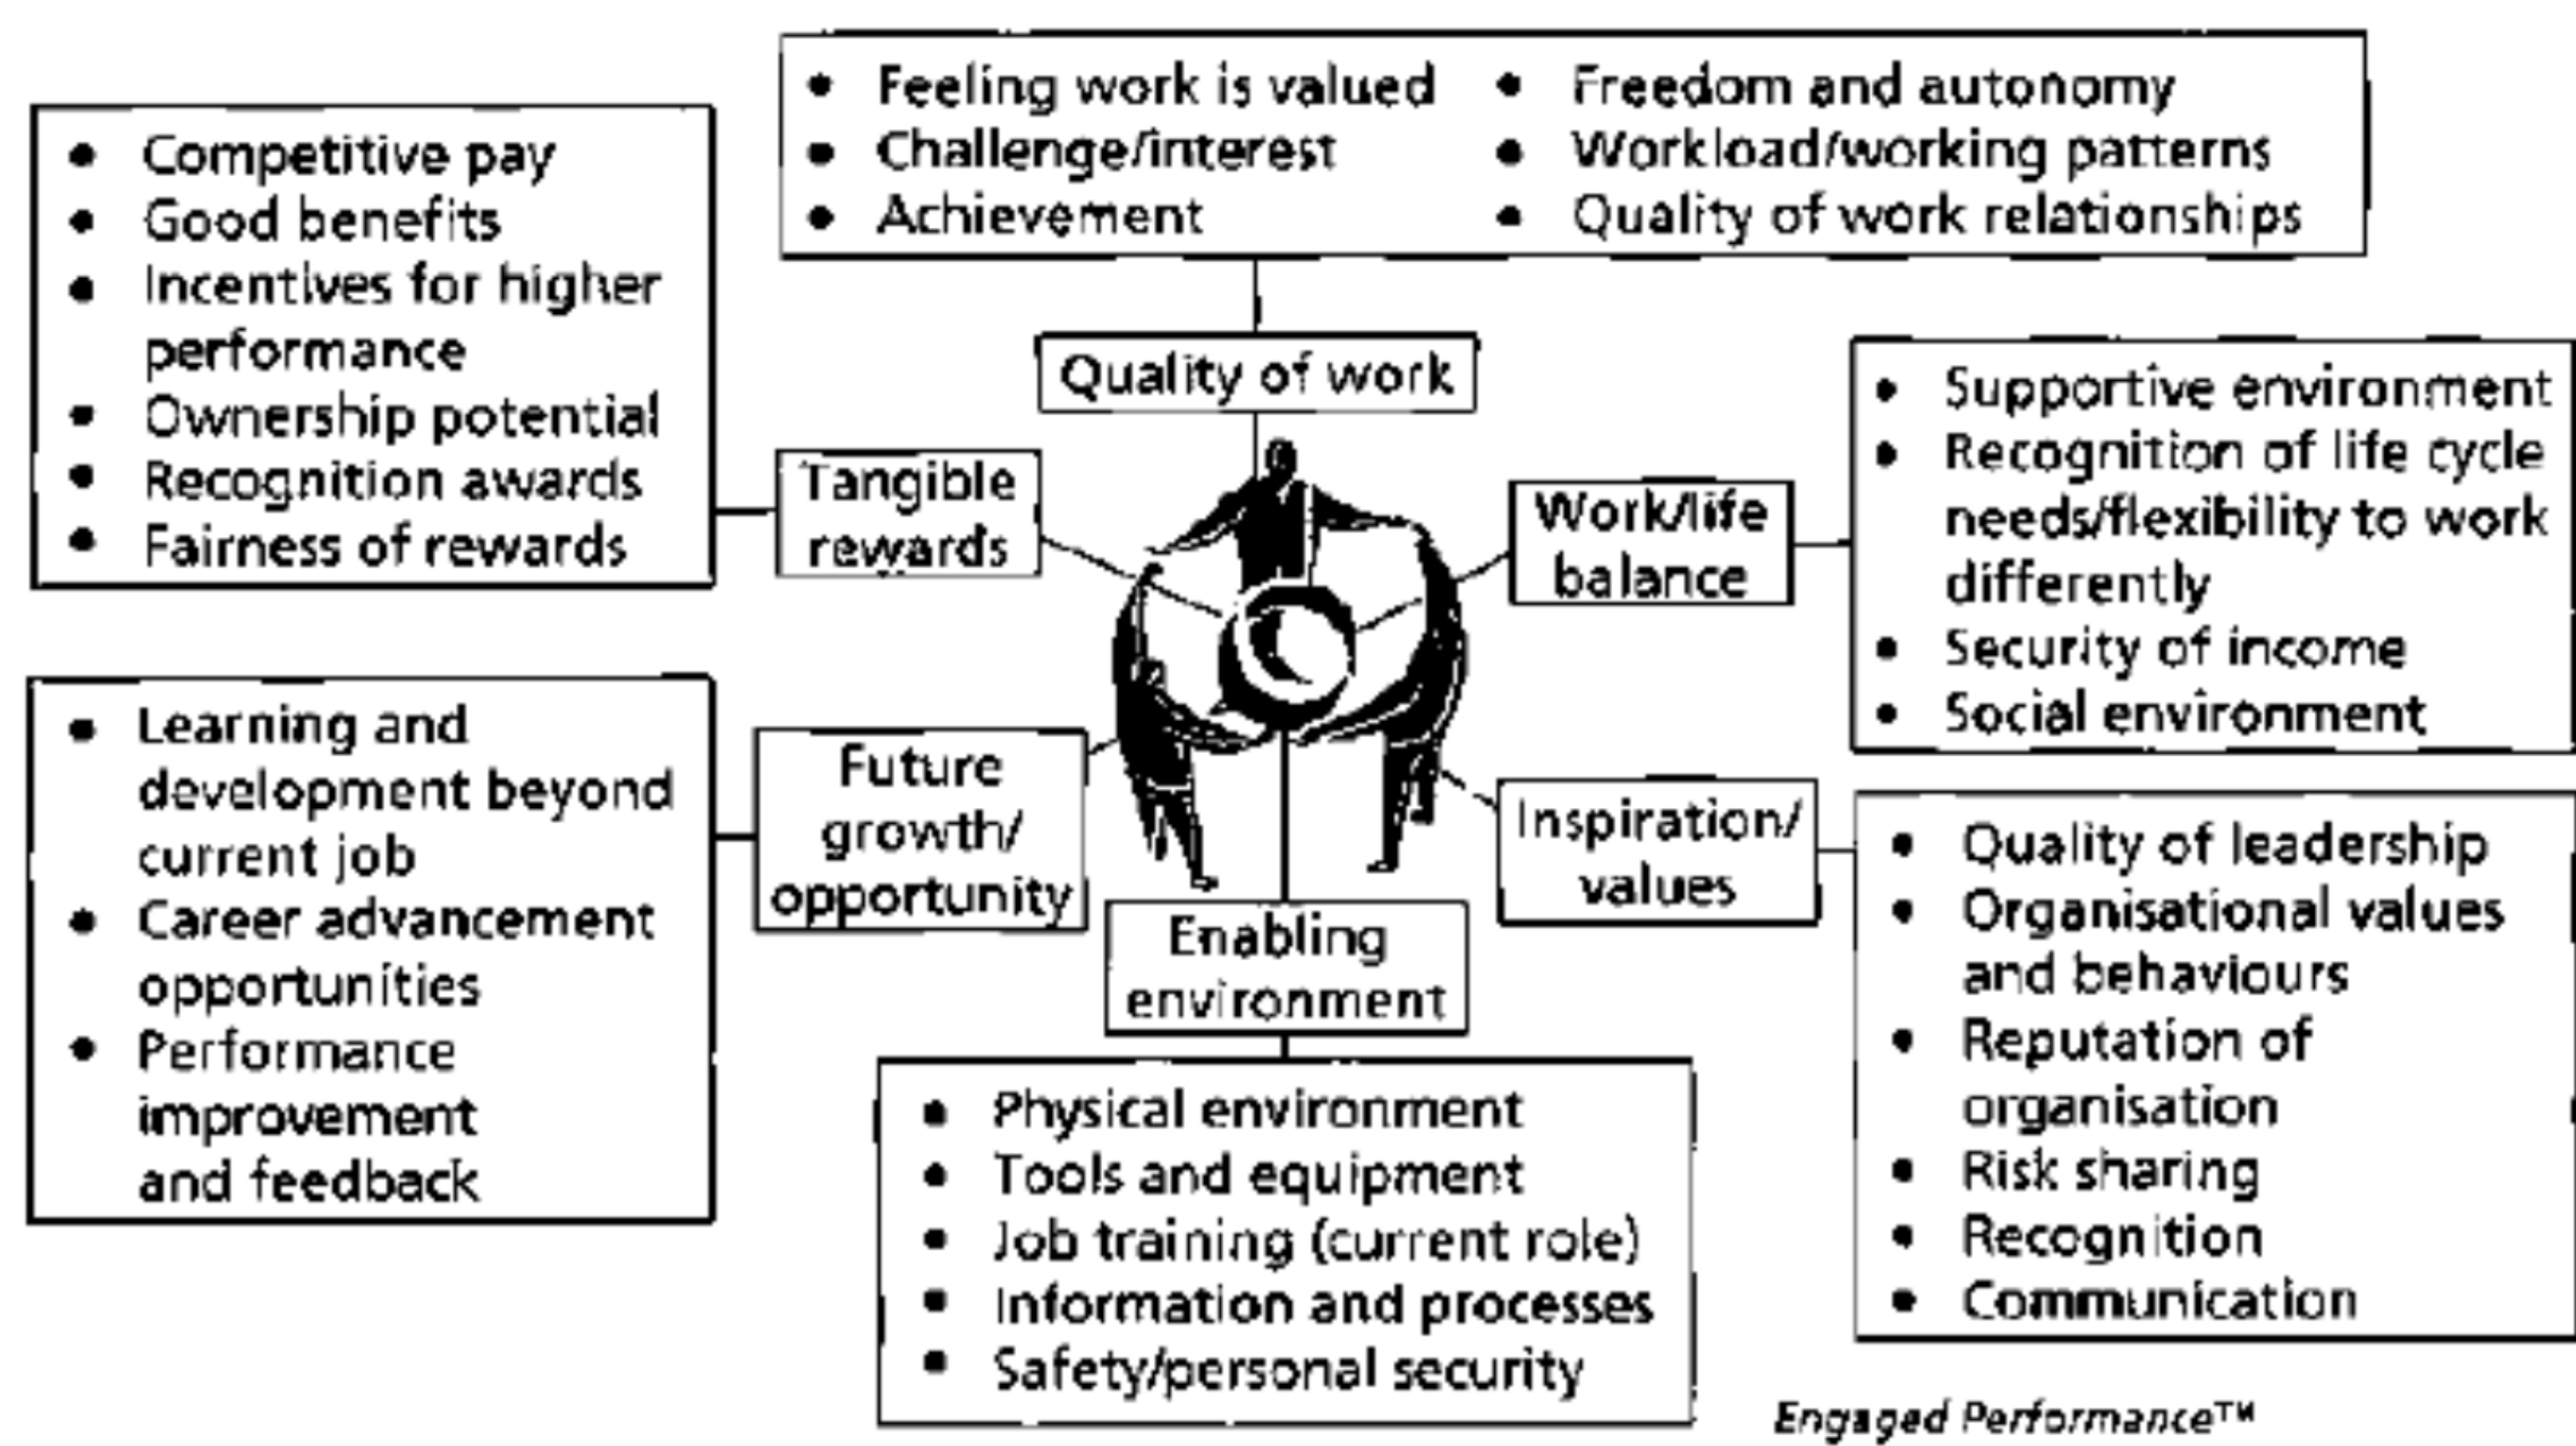 Feeling work is valued
Challenge/interest
Achievement
Freedom and autonomy
Workload/working patterns
Quality of work relationships
Quality of work
Competitive pay
Good benefits
Incentives for higher
performance
Ownership potential
Recognition awards
Fairness of rewards
Tangible
rewards
Work/life
balance
Supportive environment
Recognition of life cycle
needs/flexibility to work
differently
Security of income
Social environment
Learning and
development beyond
current job
Career advancement
opportunities
Performance
improvement
and feedback
Future
growth/
opportunity
Inspiration/
values
Quality of leadership
Organisational values
and behaviours
Reputation of
organisation
Risk sharing
Recognition
Communication
Enabling
environment
Physical environment
Tools and equipment
Job training (current role)
Information and processes
Safety/personal security
Engaged Performance™